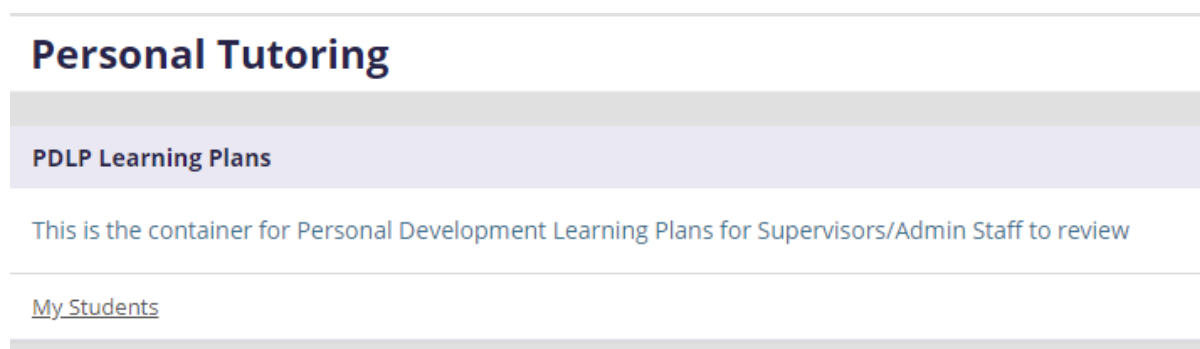 Personal Tutoring
PDLP Learning Plans
This is the container for Personal Development Learning Plans for Supervisors/Admin Staff to review
My Students